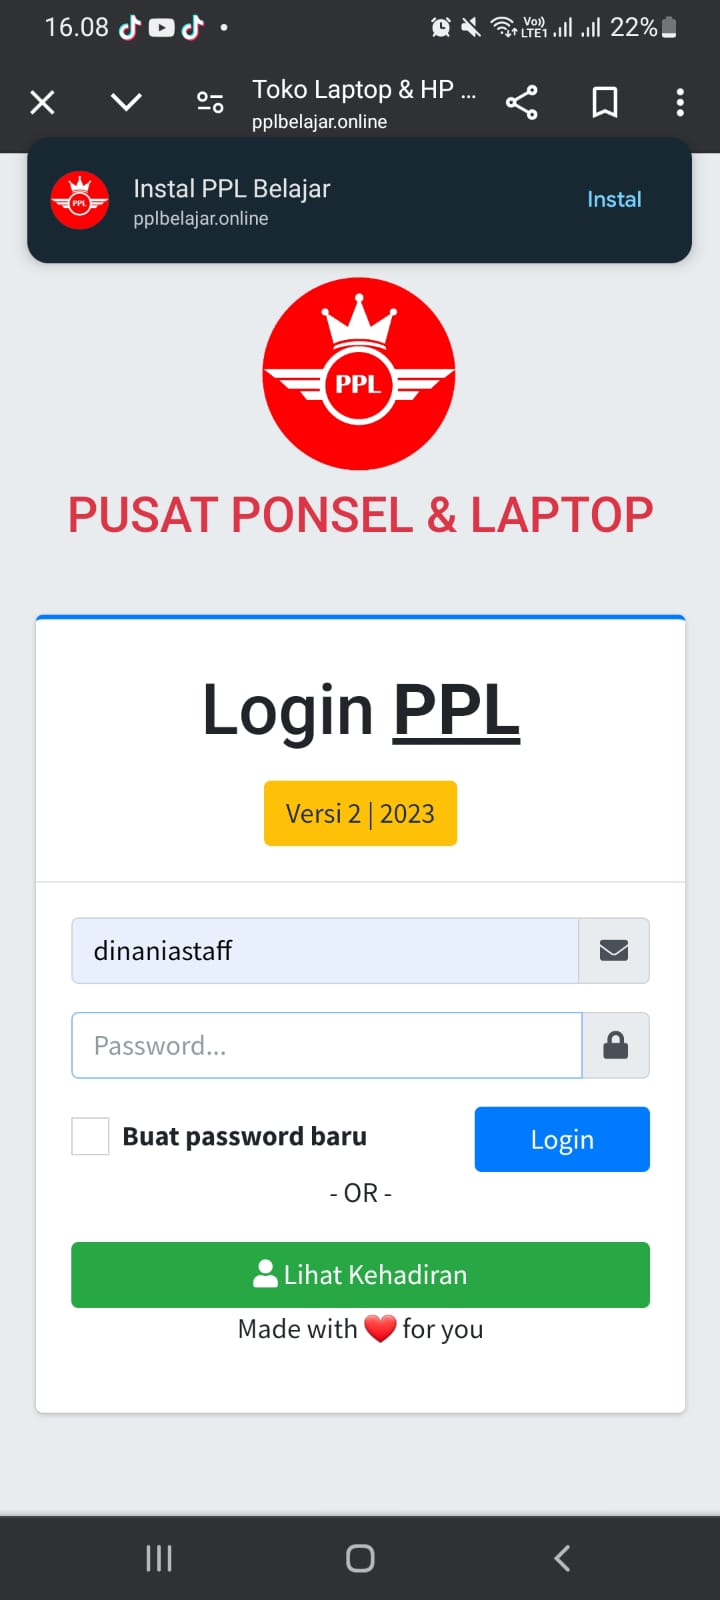 16.08
Vo))
LTE1
22%
Toko Laptop & HP ...
pplbelajar.online
PPL
Instal PPL Belajar
pplbelajar.online
Instal
PPL
PUSAT PONSEL & LAPTOP
Login PPL
Versi 2 | 2023
dinaniastaff
Password...
Buat password baru
Login
- OR -
Lihat Kehadiran
Made with ❤️ for you